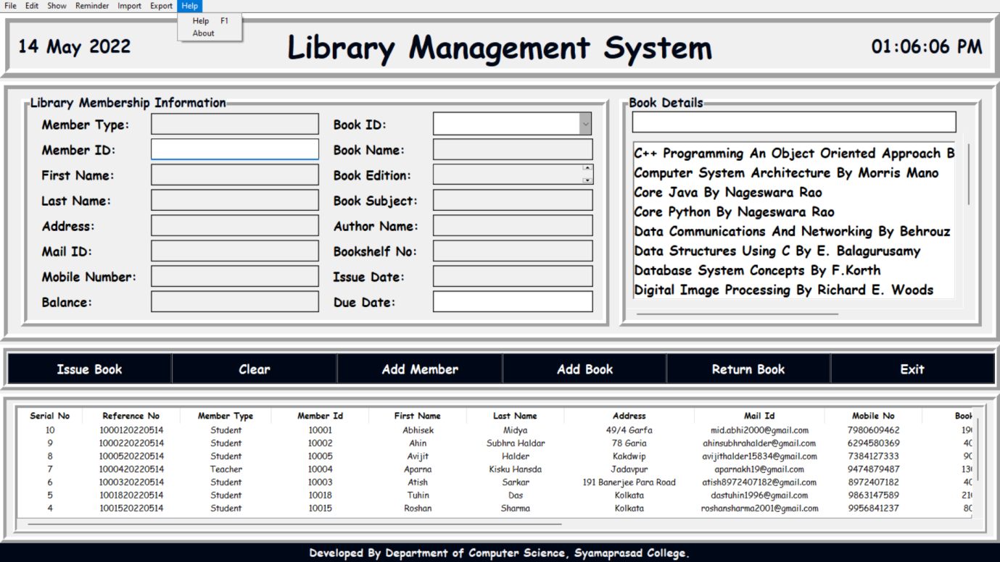 File Edit Show Reminder Import Export Help
Help F1
About
14 May 2022 Library Management System 01:06:06 PM
Library Membership Information
Member Type:
Member ID:
First Name:
Last Name:
Address:
Mail ID:
Mobile Number:
Balance:
Book ID:
Book Name:
Book Edition:
Book Subject:
Author Name:
Bookshelf No:
Issue Date:
Due Date:
Book Details
C++ Programming An Object Oriented Approach B
Computer System Architecture By Morris Mano
Core Java By Nageswara Rao
Core Python By Nageswara Rao
Data Communications And Networking By Behrouz
Data Structures Using C By E. Balagurusamy
Database System Concepts By F.Korth
Digital Image Processing By Richard E. Woods
Issue Book Clear Add Member Add Book Return Book Exit
Serial No Reference No Member Type Member Id First Name Last Name Address Mail Id Mobile No Book
10 1000120220514 Student 10001 Abhisek Midya 49/4 Garfa mid.abhi2000@gmail.com 7980609462
9 1000220220514 Student 10002 Ahin Subhra Haldar 78 Garia ahinsubhrahalder@gmail.com 6294580369
8 1000520220514 Student 10005 Avijit Halder Kakdwip avijithalder15834@gmail.com 7384127333
7 1000420220514 Teacher 10004 Aparna Kisku Hansda Jadavpur aparnakh19@gmail.com 9474879487
6 1000320220514 Student 10003 Atish Sarkar 191 Banerjee Para Road atish8972407182@gmail.com 8972407182
5 1001820220514 Student 10018 Tuhin Das Kolkata dastuhin1996@gmail.com 9863147589
4 1001520220514 Student 10015 Roshan Sharma Kolkata roshansharma2001@gmail.com 9956841237
Developed By Department of Computer Science, Syamaprasad College.